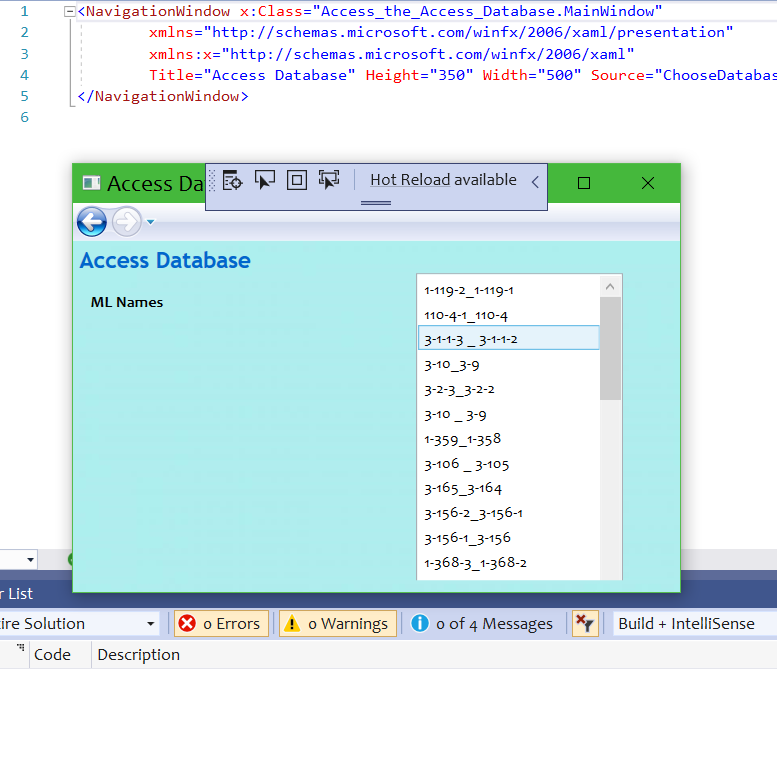 1 <NavigationWindow x:Class="Access_the_Access_Database.MainWindow"
2 xmlns="http://schemas.microsoft.com/winfx/2006/xaml/presentation"
3 xmlns:x="http://schemas.microsoft.com/winfx/2006/xaml"
4 Title="Access Database" Height="350" Width="500" Source="ChooseDatabas
5 </NavigationWindow>
6
Access Da
Hot Reload available
Access Database
ML Names
1-119-2_1-119-1
110-4-1_110-4
3-1-1-3 _ 3-1-1-2
3-10_3-9
3-2-3_3-2-2
3-10 _ 3-9
1-359_1-358
3-106 _ 3-105
3-165_3-164
3-156-2_3-156-1
3-156-1_3-156
1-368-3_1-368-2
r List
ire Solution
0 Errors
0 Warnings
0 of 4 Messages
Build + IntelliSense
Code
Description